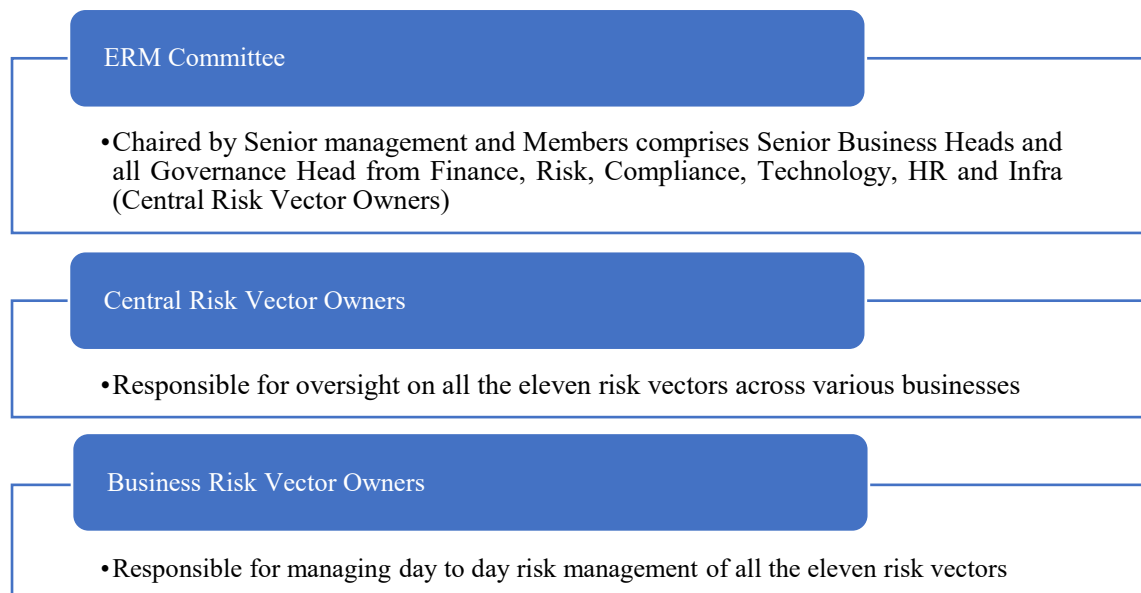 ERM Committee
•Chaired by Senior management and Members comprises Senior Business Heads and
all Governance Head from Finance, Risk, Compliance, Technology, HR and Infra
(Central Risk Vector Owners)
Central Risk Vector Owners
•Responsible for oversight on all the eleven risk vectors across various businesses
Business Risk Vector Owners
•Responsible for managing day to day risk management of all the eleven risk vectors